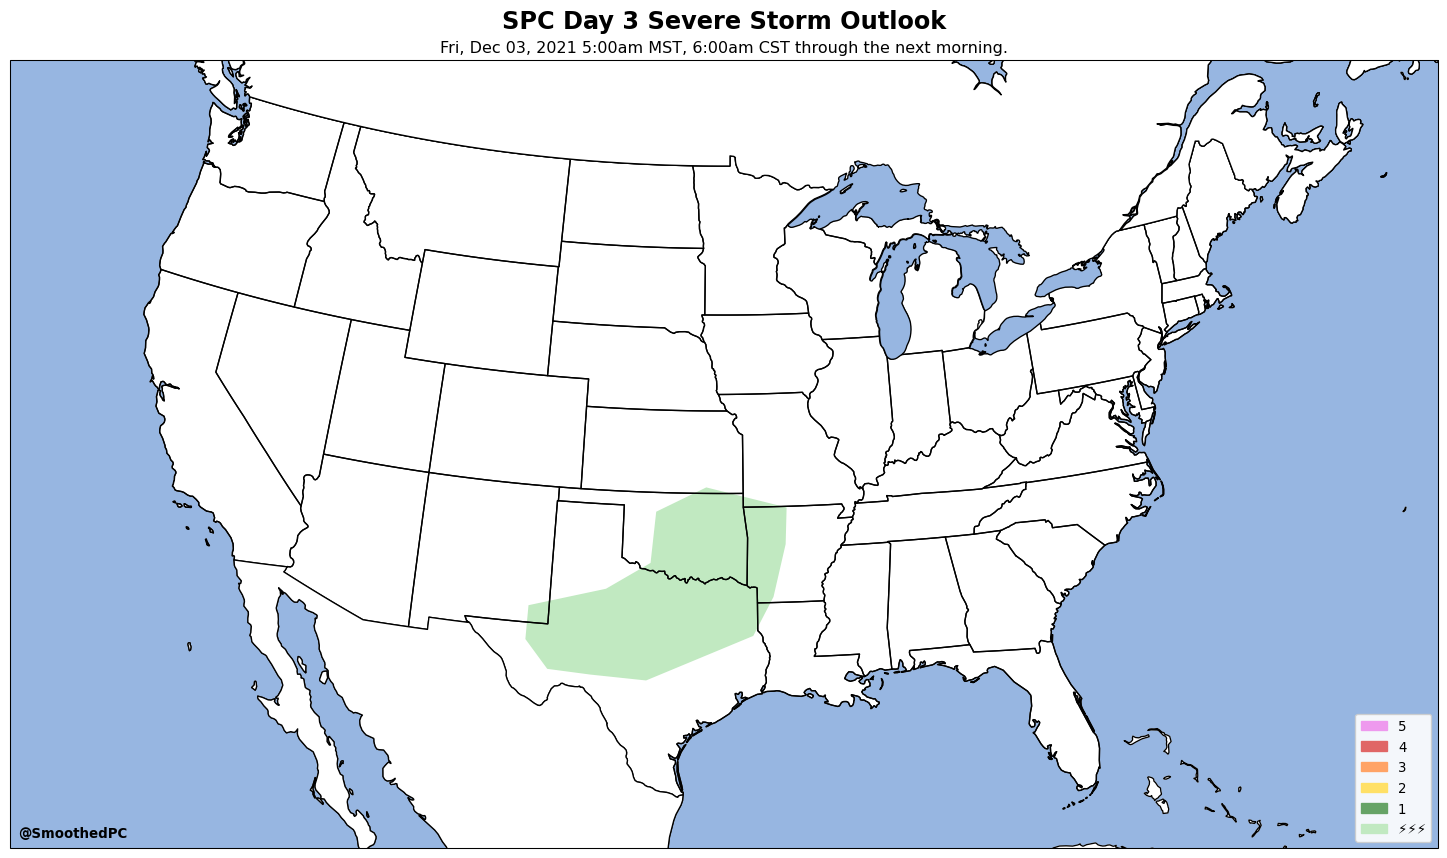 SPC Day 3 Severe Storm Outlook
Fri, Dec 03, 2021 5:00am MST, 6:00am CST through the next morning.
5
4
3
2
1
⚡⚡⚡
@SmoothedPC